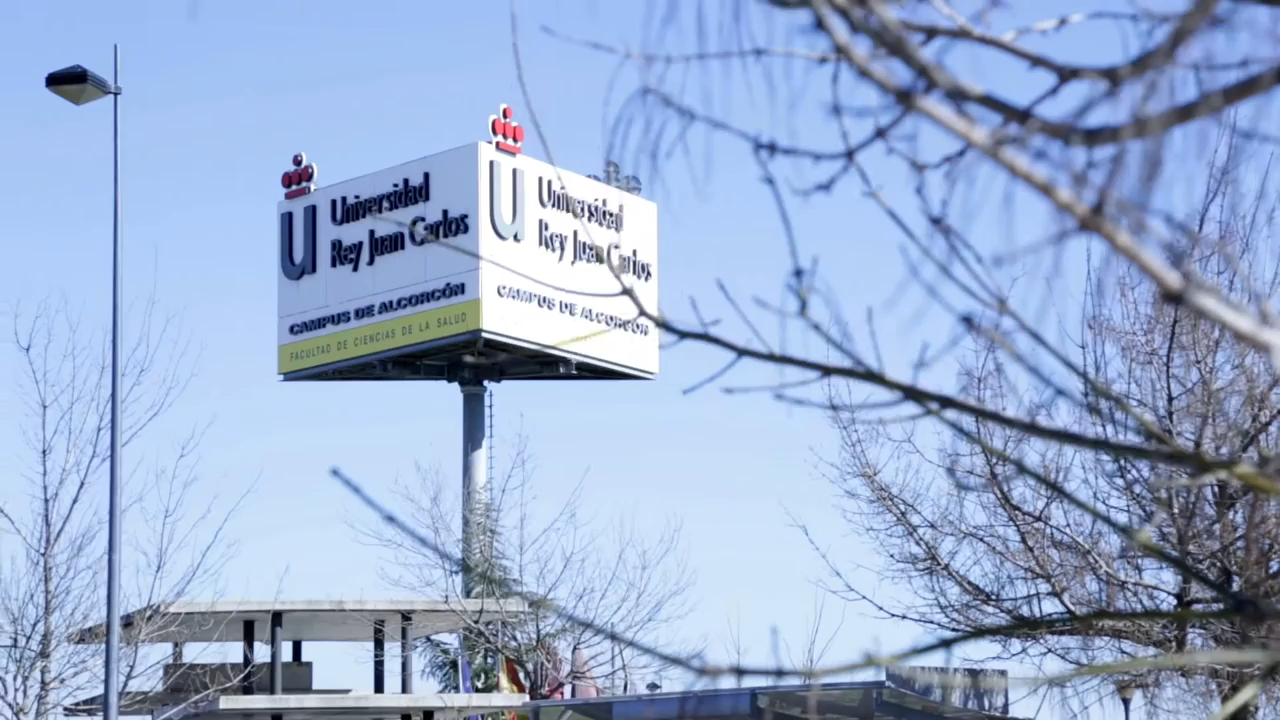 U
Universidad
Rey Juan Carlos
CAMPUS DE ALCORCÓN
FACULTAD DE CIENCIAS DE LA SALUD
U
Universidad
Rey Juan Carlos
CAMPUS DE ALCORCÓN